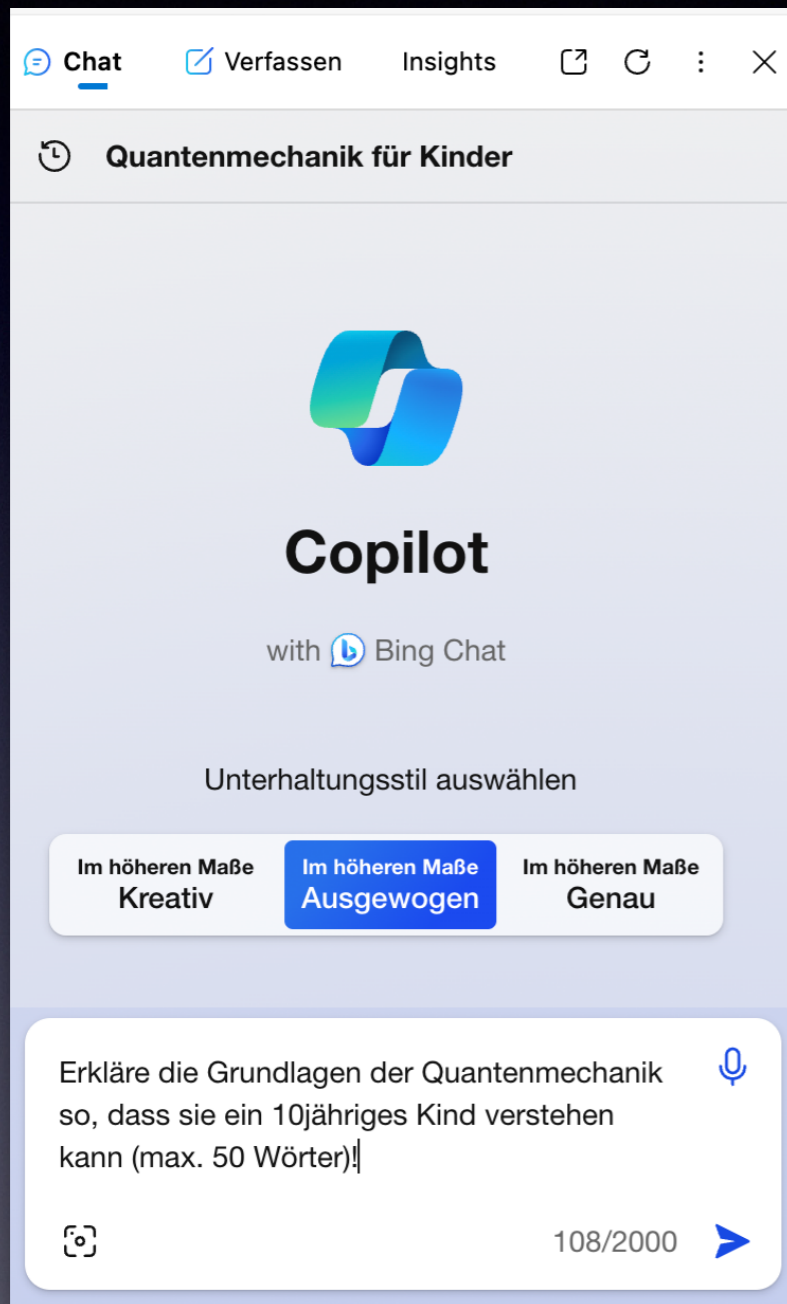 Chat Verfassen Insights
Quantenmechanik für Kinder
Copilot
with Bing Chat
Unterhaltungsstil auswählen
Im höheren Maße Im höheren Maße Im höheren Maße
Kreativ Ausgewogen Genau
Erkläre die Grundlagen der Quantenmechanik
so, dass sie ein 10jähriges Kind verstehen
kann (max. 50 Wörter)!
108/2000